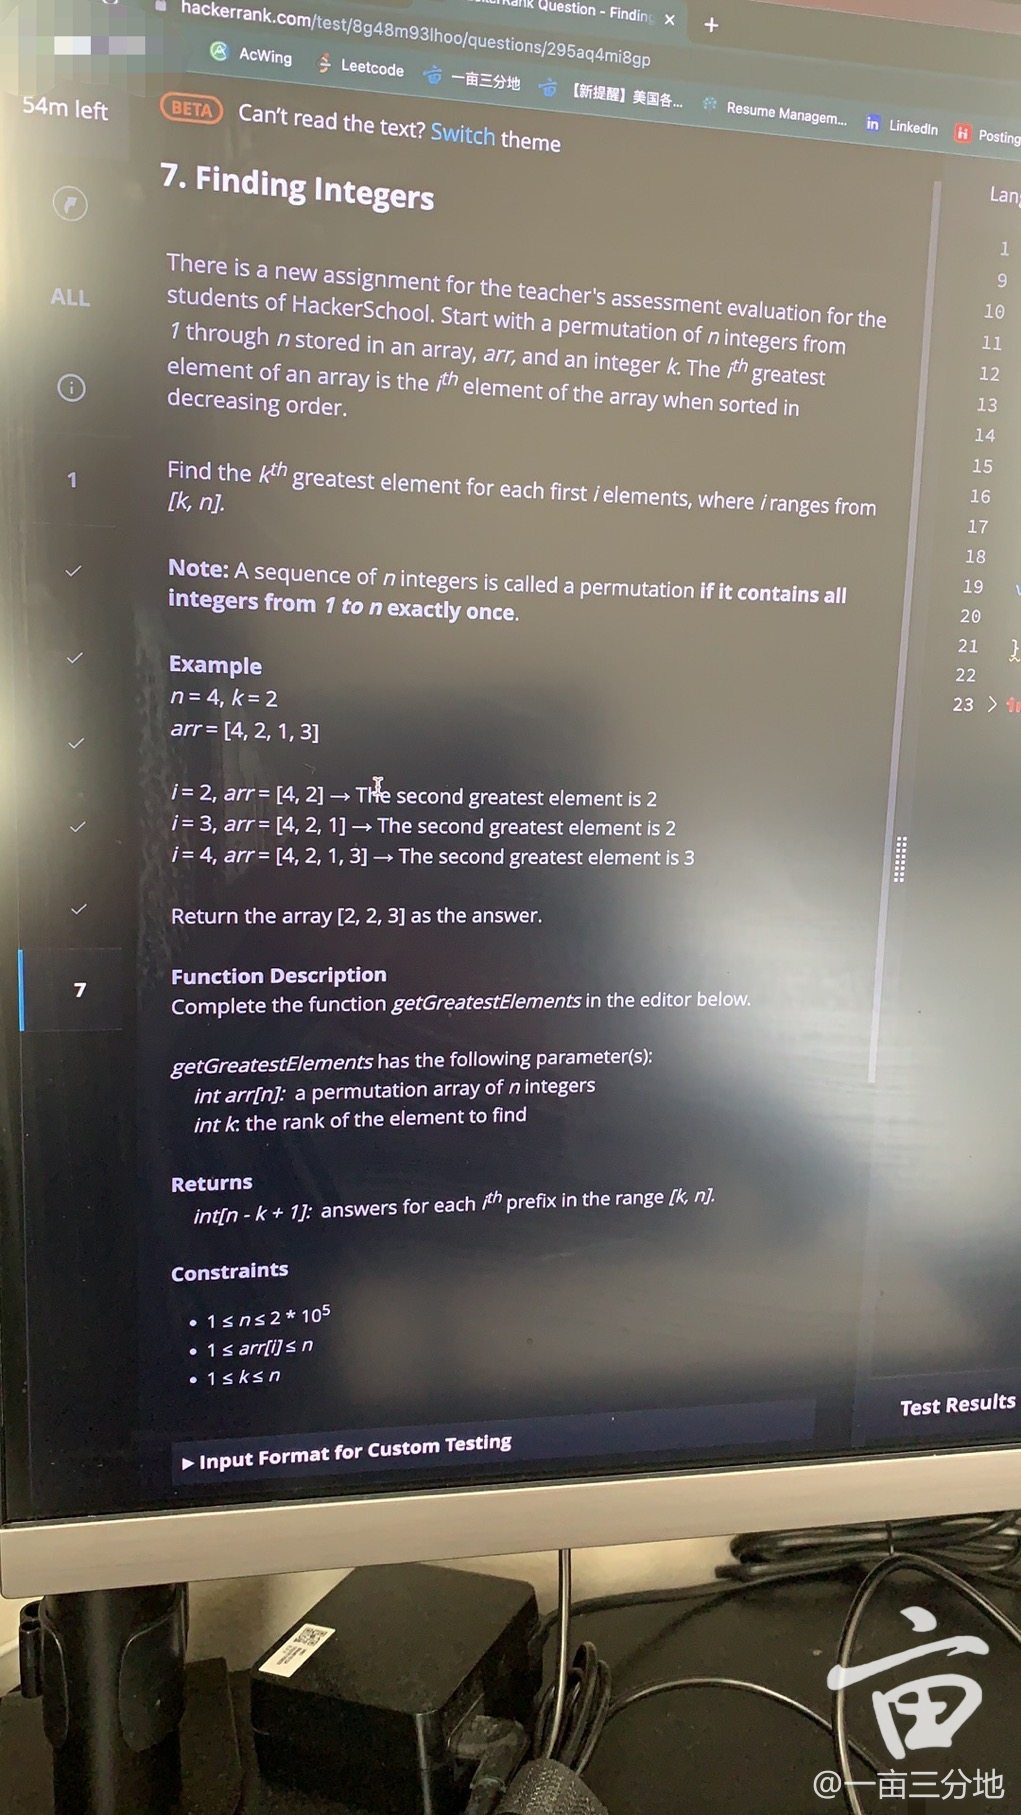 Question - Finding
hackerrank.com/test/8g48m93lhoo/questions/295aq4mi8gp
AcWing
Leetcode
一亩三分地
【新提醒】美国各...
Resume Managem...
LinkedIn
Posting
54m left
BETA
Can't read the text? Switch theme
7. Finding Integers
ALL
There is a new assignment for the teacher's assessment evaluation for the
students of HackerSchool. Start with a permutation of n integers from
1 through n stored in an array, arr, and an integer k. The ith greatest
element of an array is the ith element of the array when sorted in
decreasing order.
1
Find the kth greatest element for each first i elements, where i ranges from
[k, n].
Note: A sequence of n integers is called a permutation if it contains all
integers from 1 to n exactly once.
Example
n = 4, k = 2
arr = [4, 2, 1, 3]
i = 2, arr = [4, 2] → The second greatest element is 2
i = 3, arr = [4, 2, 1] → The second greatest element is 2
i = 4, arr = [4, 2, 1, 3] → The second greatest element is 3
Return the array [2, 2, 3] as the answer.
7
Function Description
Complete the function getGreatestElements in the editor below.
getGreatestElements has the following parameter(s):
int arr[n]: a permutation array of n integers
int k: the rank of the element to find
Returns
int[n - k + 1]: answers for each ith prefix in the range [k, n].
Constraints
• 1 ≤ n ≤ 2 * 10^5
• 1 ≤ arr[i] ≤ n
• 1 ≤ k ≤ n
▸ Input Format for Custom Testing
1
9
10
11
12
13
14
15
16
17
18
19
20
21 }
22
23 >
Test Results
亩
@一亩三分地